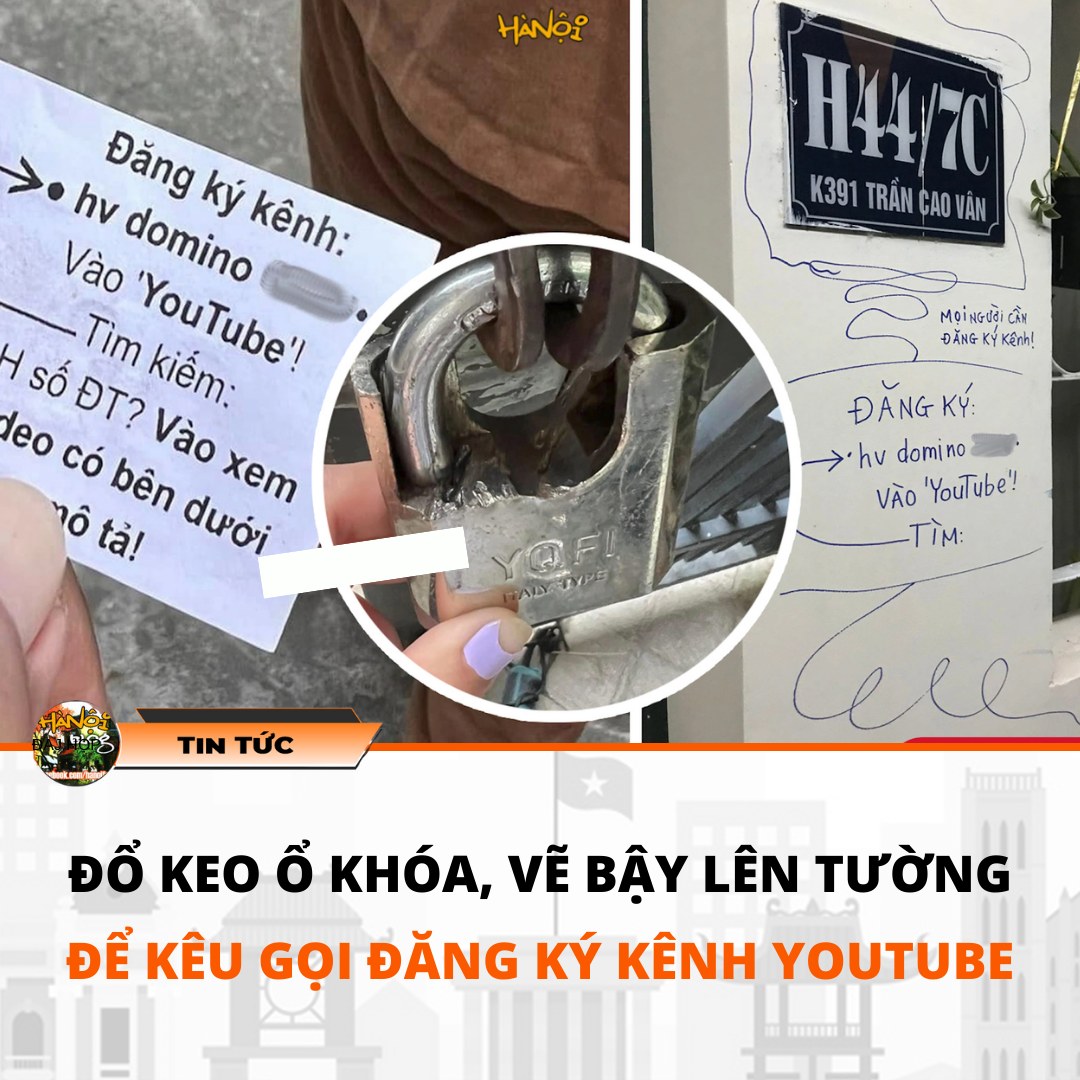 HÀNỘI
Đăng ký kênh:
→• hv domino
Vào 'YouTube'!
Tìm kiếm:
H số ĐT? Vào xem
deo có bên dưới
mô tả!
YQFI
ITALY TYPE
H44/7C
K391 TRẦN CAO VÂN
MỌI NGƯỜI CẦN
ĐĂNG KÝ KÊNH!
ĐĂNG KÝ:
→• hv domino
VÀO 'YouTube'!
TÌM:
HÀNỘI
TIN TỨC
ĐỔ KEO Ổ KHÓA, VẼ BẬY LÊN TƯỜNG
ĐỂ KÊU GỌI ĐĂNG KÝ KÊNH YOUTUBE